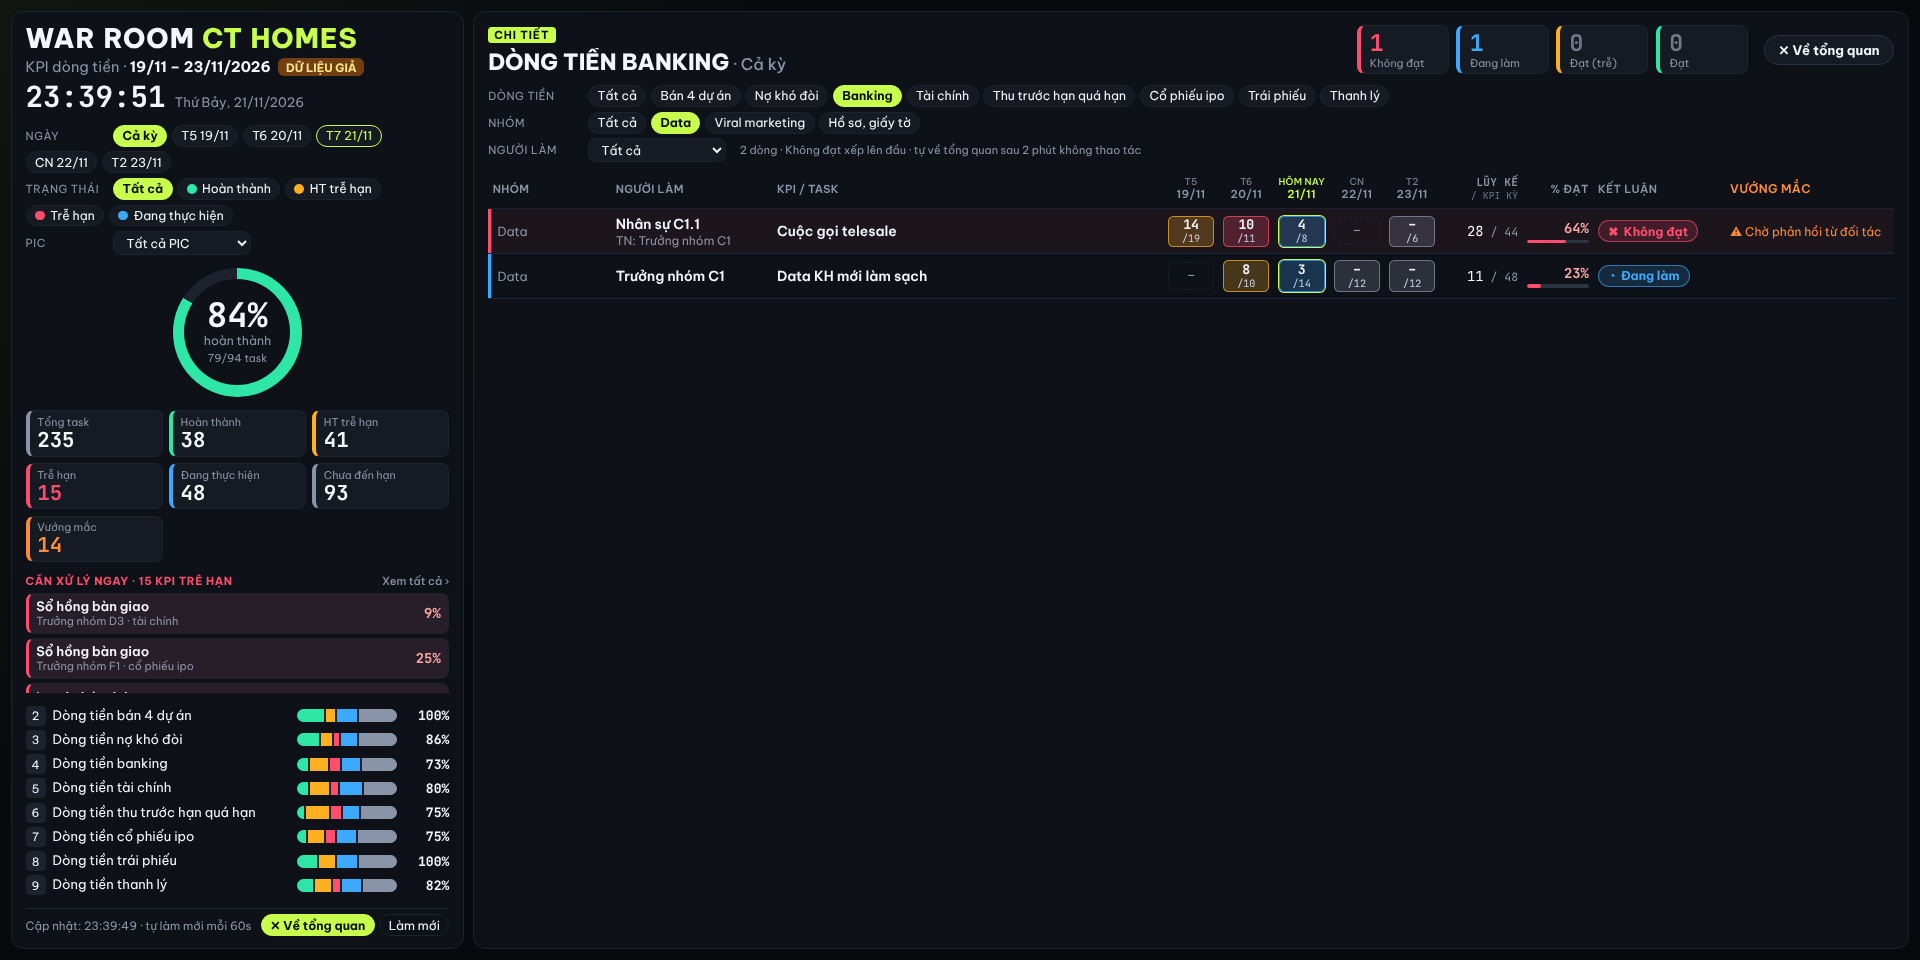 WAR ROOM CT HOMES
KPI dòng tiền · 19/11 – 23/11/2026 DỮ LIỆU GIẢ
23:39:51 Thứ Bảy, 21/11/2026
NGÀY Cả kỳ T5 19/11 T6 20/11 T7 21/11
CN 22/11 T2 23/11
TRẠNG THÁI Tất cả Hoàn thành HT trễ hạn
Trễ hạn Đang thực hiện
PIC Tất cả PIC
84%
hoàn thành
79/94 task
Tổng task Hoàn thành HT trễ hạn
235 38 41
Trễ hạn Đang thực hiện Chưa đến hạn
15 48 93
Vướng mắc
14
CẦN XỬ LÝ NGAY · 15 KPI TRỄ HẠN Xem tất cả ›
Sổ hồng bàn giao
Trưởng nhóm D3 · tài chính
9%
Sổ hồng bàn giao
Trưởng nhóm F1 · cổ phiếu ipo
25%
2 Dòng tiền bán 4 dự án 100%
3 Dòng tiền nợ khó đòi 86%
4 Dòng tiền banking 73%
5 Dòng tiền tài chính 80%
6 Dòng tiền thu trước hạn quá hạn 75%
7 Dòng tiền cổ phiếu ipo 75%
8 Dòng tiền trái phiếu 100%
9 Dòng tiền thanh lý 82%
Cập nhật: 23:39:49 · tự làm mới mỗi 60s ✕ Về tổng quan Làm mới
CHI TIẾT
DÒNG TIỀN BANKING · Cả kỳ
1 1 0 0
Không đạt Đang làm Đạt (trễ) Đạt
✕ Về tổng quan
DÒNG TIỀN Tất cả Bán 4 dự án Nợ khó đòi Banking Tài chính Thu trước hạn quá hạn Cổ phiếu ipo Trái phiếu Thanh lý
NHÓM Tất cả Data Viral marketing Hồ sơ, giấy tờ
NGƯỜI LÀM Tất cả 2 dòng · Không đạt xếp lên đầu · tự về tổng quan sau 2 phút không thao tác
NHÓM NGƯỜI LÀM KPI / TASK T5 19/11 T6 20/11 HÔM NAY 21/11 CN 22/11 T2 23/11 LŨY KẾ / KPI KỲ % ĐẠT KẾT LUẬN VƯỚNG MẮC
Data Nhân sự C1.1 Cuộc gọi telesale 14 /19 10 /11 4 /8 – – /6 28 / 44 64% ✖ Không đạt ⚠ Chờ phản hồi từ đối tác
TN: Trưởng nhóm C1
Data Trưởng nhóm C1 Data KH mới làm sạch – 8 /10 3 /14 – /12 – /12 11 / 48 23% Đang làm